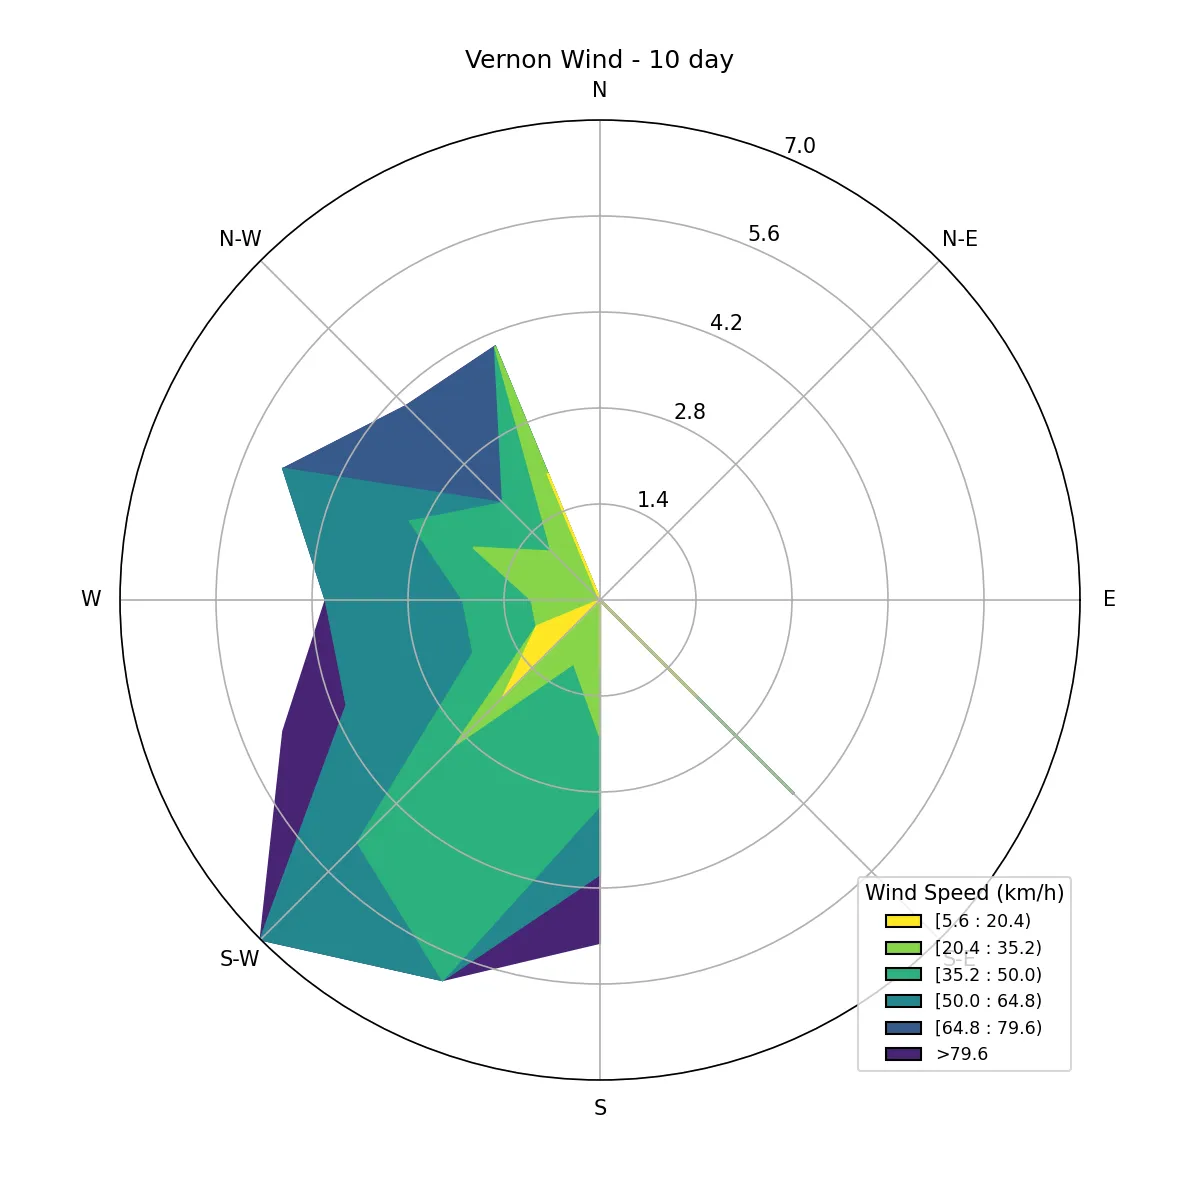 Vernon Wind - 10 day
N
7.0
N-W
5.6
N-E
4.2
2.8
1.4
W
E
S-W
S-E
S
Wind Speed (km/h)
[5.6 : 20.4)
[20.4 : 35.2)
[35.2 : 50.0)
[50.0 : 64.8)
[64.8 : 79.6)
>79.6